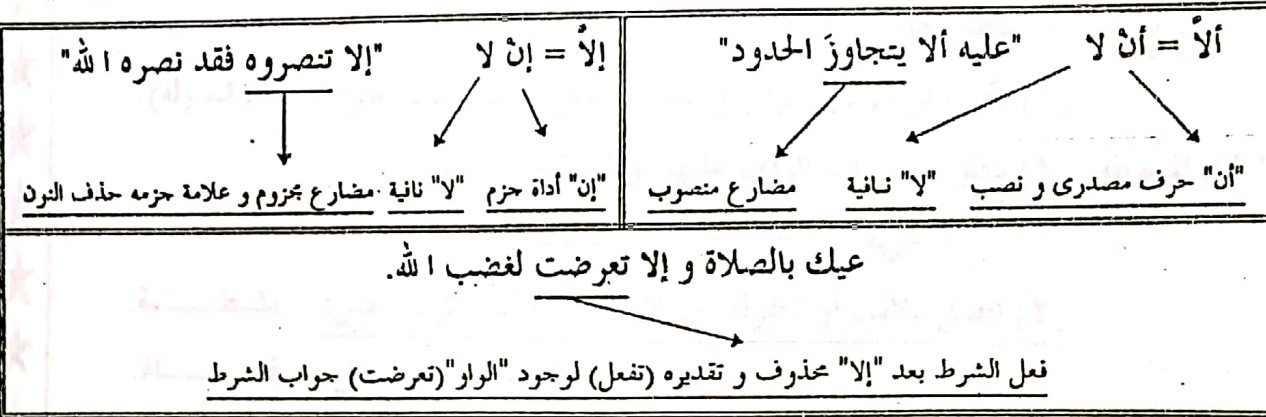 ألاَّ = أنْ لا "عليه ألا يتجاوزَ الحدود"
"أن" حرف مصدرى و نصب "لا" نافية مضارع منصوب
إلاَّ = إنْ لا "إلا تنصروه فقد نصره الله"
"إن" أداة جزم "لا" نافية مضارع مجزوم و علامة جزمه حذف النون
عيك بالصلاة و إلا تعرضت لغضب الله.
فعل الشرط بعد "إلا" محذوف و تقديره (تفعل) لوجود "الواو" (تعرضت) جواب الشرط